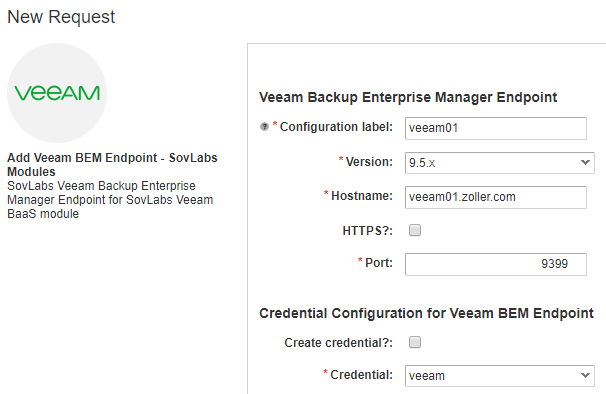 New Request
veeam
Add Veeam BEM Endpoint - SovLabs
Modules
SovLabs Veeam Backup Enterprise
Manager Endpoint for SovLabs Veeam
BaaS module
Veeam Backup Enterprise Manager Endpoint
? * Configuration label: veeam01
* Version: 9.5.x
* Hostname: veeam01.zoller.com
HTTPS?:
* Port: 9399
Credential Configuration for Veeam BEM Endpoint
Create credential?:
* Credential: veeam